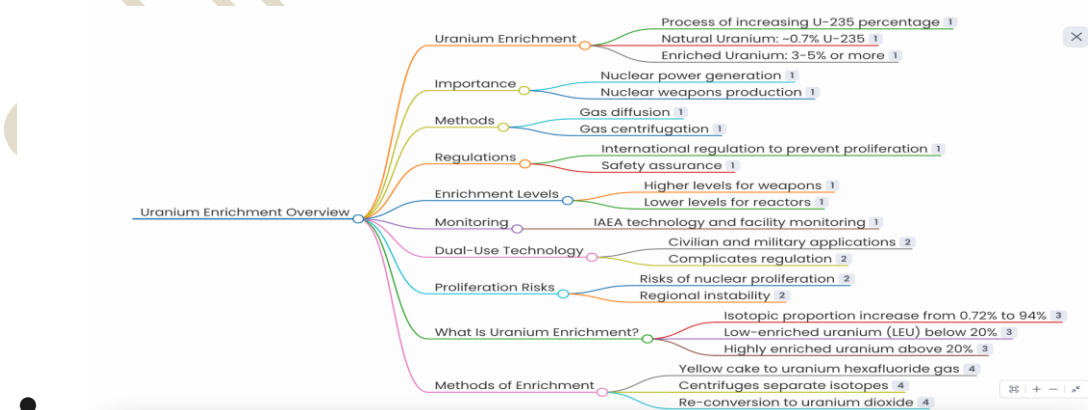 Process of increasing U-235 percentage 1
Uranium Enrichment
Natural Uranium: ~0.7% U-235 1
Enriched Uranium: 3-5% or more 1
Nuclear power generation 1
Importance
Nuclear weapons production 1
Gas diffusion 1
Methods
Gas centrifugation 1
International regulation to prevent proliferation 1
Regulations
Safety assurance 1
Higher levels for weapons 1
Enrichment Levels
Lower levels for reactors 1
Uranium Enrichment Overview
Monitoring
IAEA technology and facility monitoring 1
Civilian and military applications 2
Dual-Use Technology
Complicates regulation 2
Risks of nuclear proliferation 2
Proliferation Risks
Regional instability 2
Isotopic proportion increase from 0.72% to 94% 3
What Is Uranium Enrichment?
Low-enriched uranium (LEU) below 20% 3
Highly enriched uranium above 20% 3
Yellow cake to uranium hexafluoride gas 4
Methods of Enrichment
Centrifuges separate isotopes 4
Re-conversion to uranium dioxide 4